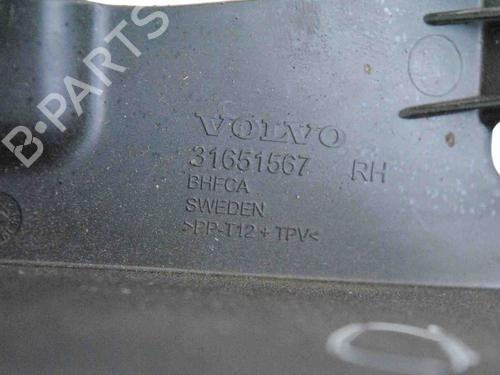 B-PARTS
VOLVO
31651567 RH
BHFCA
SWEDEN
>PP-T12+TPV<